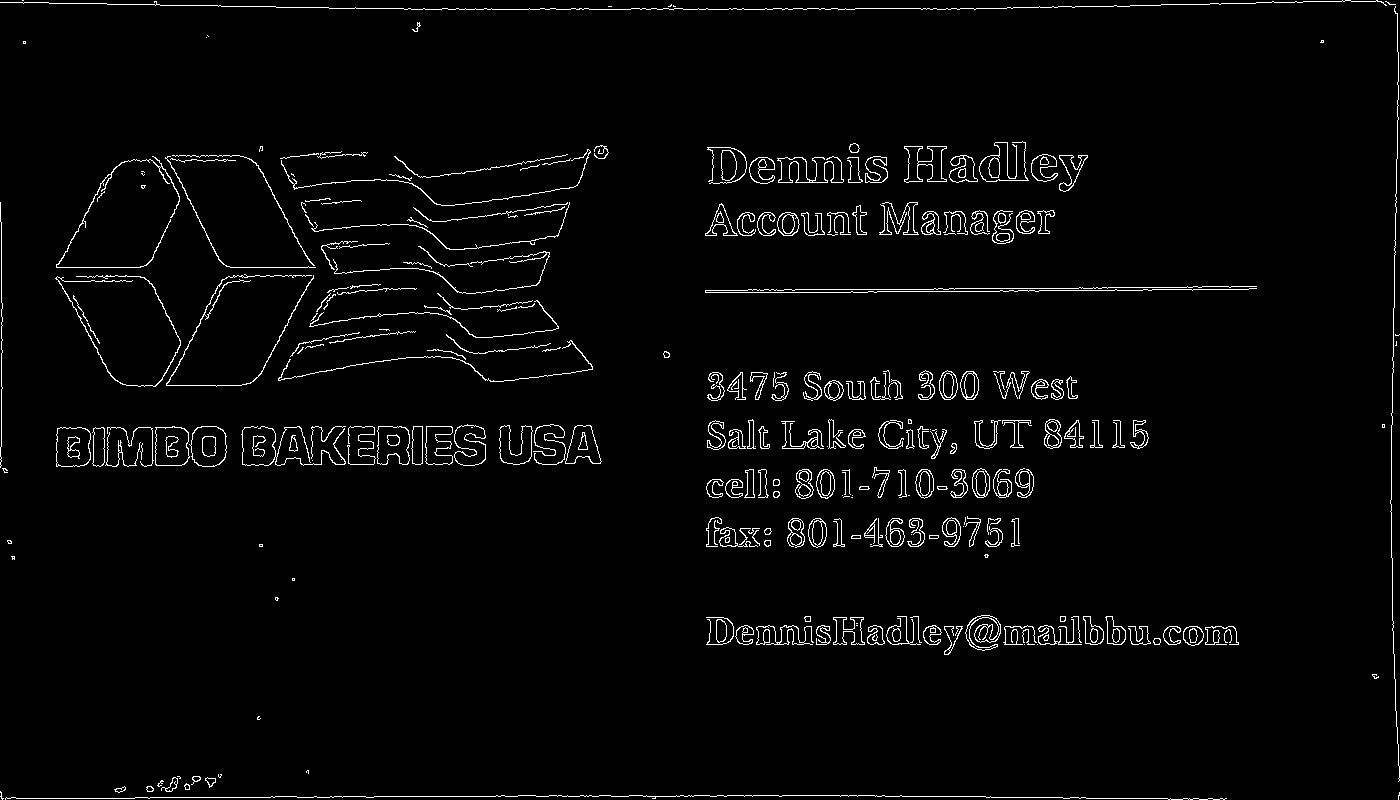 BIMBO BAKERIES USA
Dennis Hadley
Account Manager
3475 South 300 West
Salt Lake City, UT 84115
cell: 801-710-3069
fax: 801-463-9751
DennisHadley@mailbbu.com